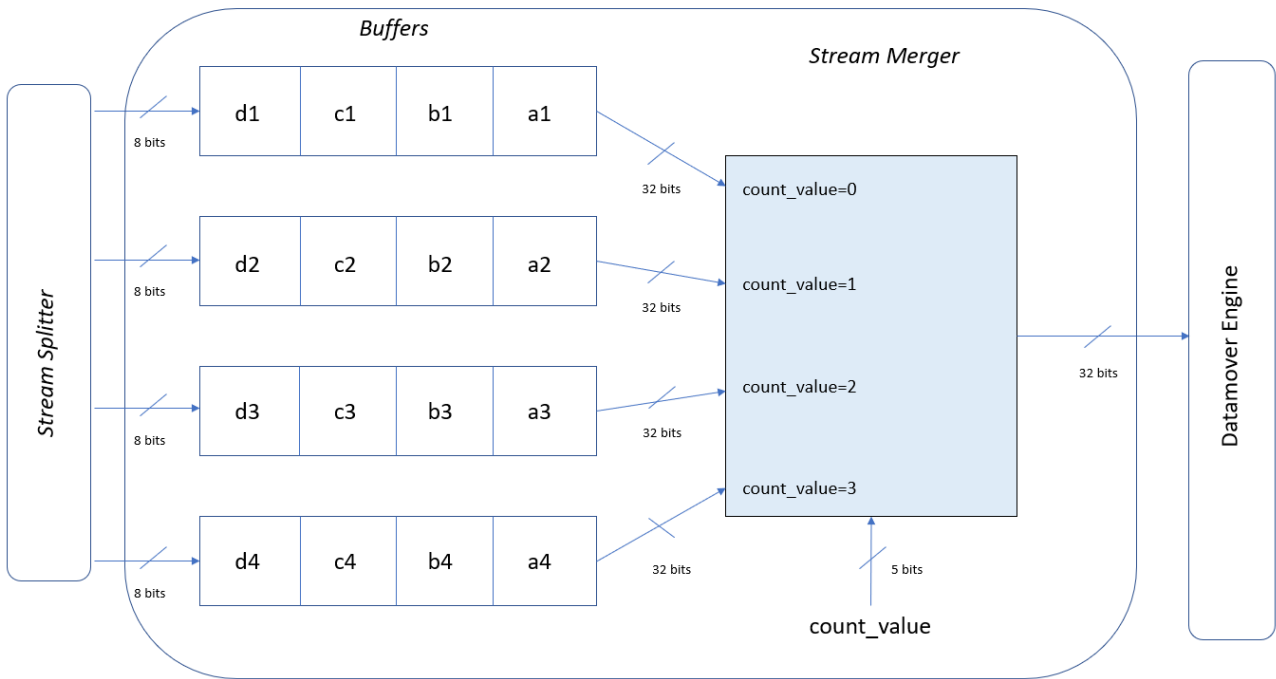 Buffers
Stream Merger
Stream Splitter
8 bits
d1 c1 b1 a1
32 bits
8 bits
d2 c2 b2 a2
32 bits
8 bits
d3 c3 b3 a3
32 bits
8 bits
d4 c4 b4 a4
32 bits
count_value=0
count_value=1
count_value=2
count_value=3
5 bits
count_value
32 bits
Datamover Engine